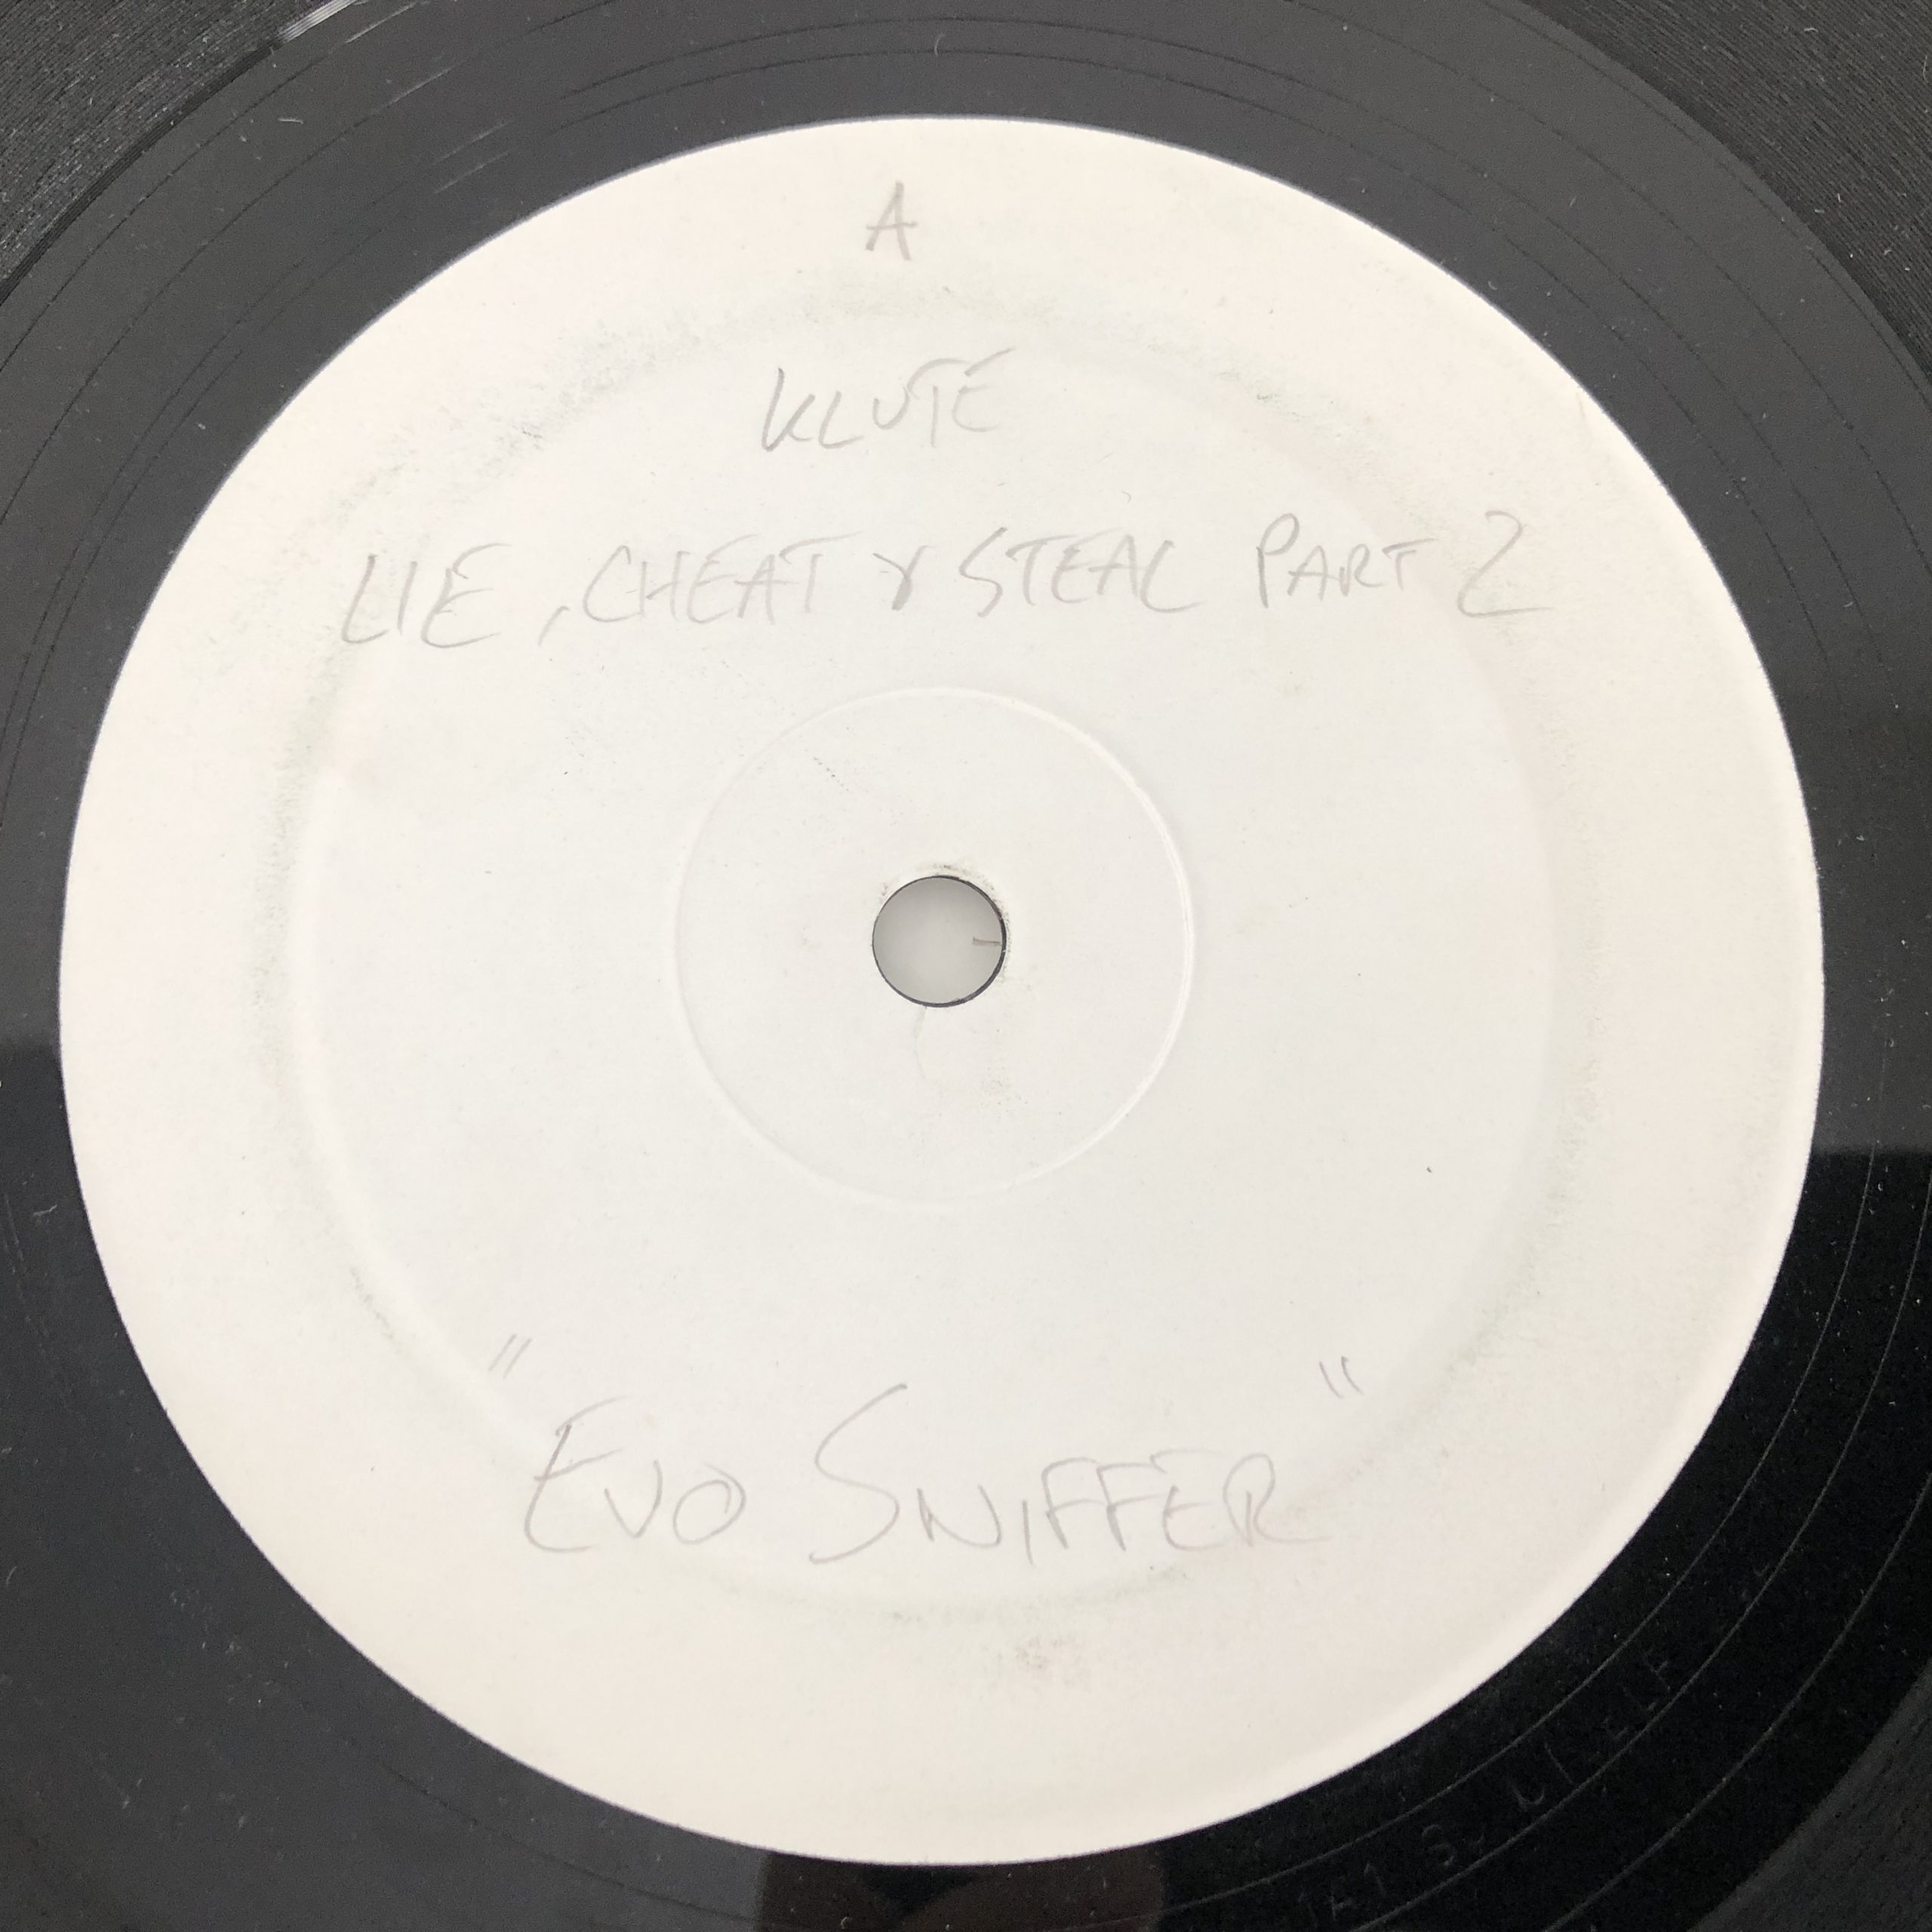 A
KLUTE
LIE, CHEAT & STEAL PART 2
"EVO SNIFFER"